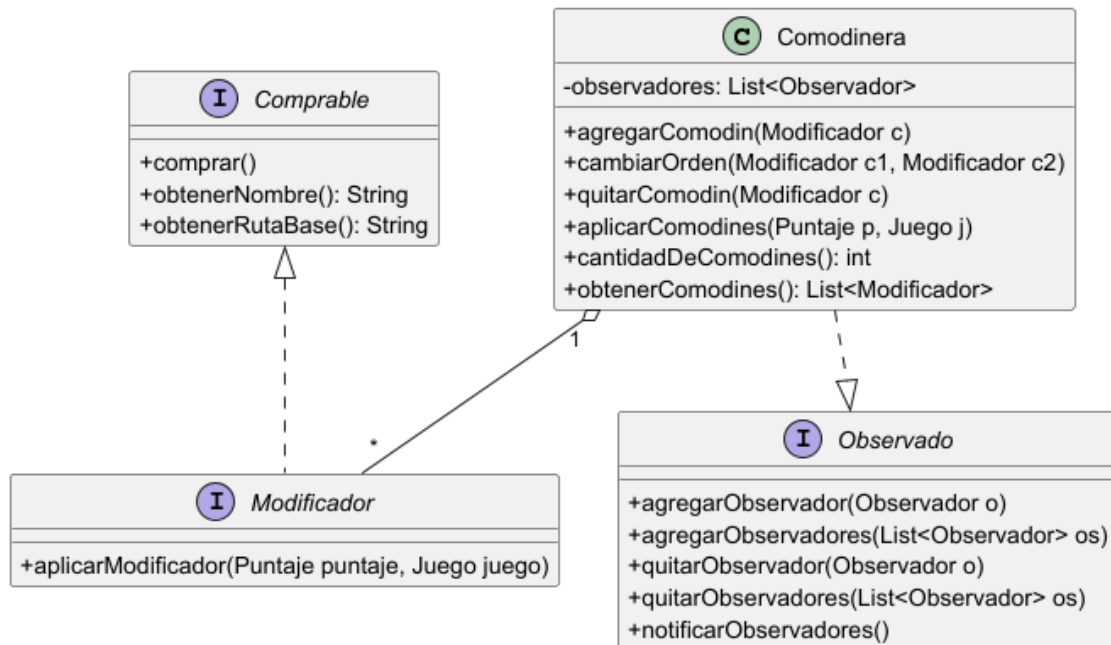 I Comprable
+comprar()
+obtenerNombre(): String
+obtenerRutaBase(): String
C Comodinera
-observadores: List<Observador>
+agregarComodin(Modificador c)
+cambiarOrden(Modificador c1, Modificador c2)
+quitarComodin(Modificador c)
+aplicarComodines(Puntaje p, Juego j)
+cantidadDeComodines(): int
+obtenerComodines(): List<Modificador>
1
*
I Modificador
+aplicarModificador(Puntaje puntaje, Juego juego)
I Observado
+agregarObservador(Observador o)
+agregarObservadores(List<Observador> os)
+quitarObservador(Observador o)
+quitarObservadores(List<Observador> os)
+notificarObservadores()